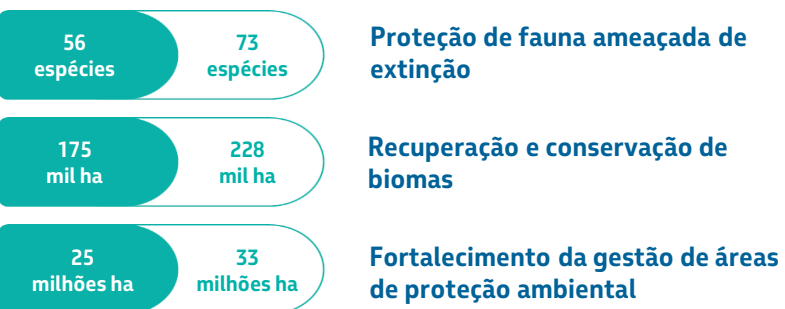 56
espécies
73
espécies
Proteção de fauna ameaçada de
extinção
175
mil ha
228
mil ha
Recuperação e conservação de
biomas
25
milhões ha
33
milhões ha
Fortalecimento da gestão de áreas
de proteção ambiental